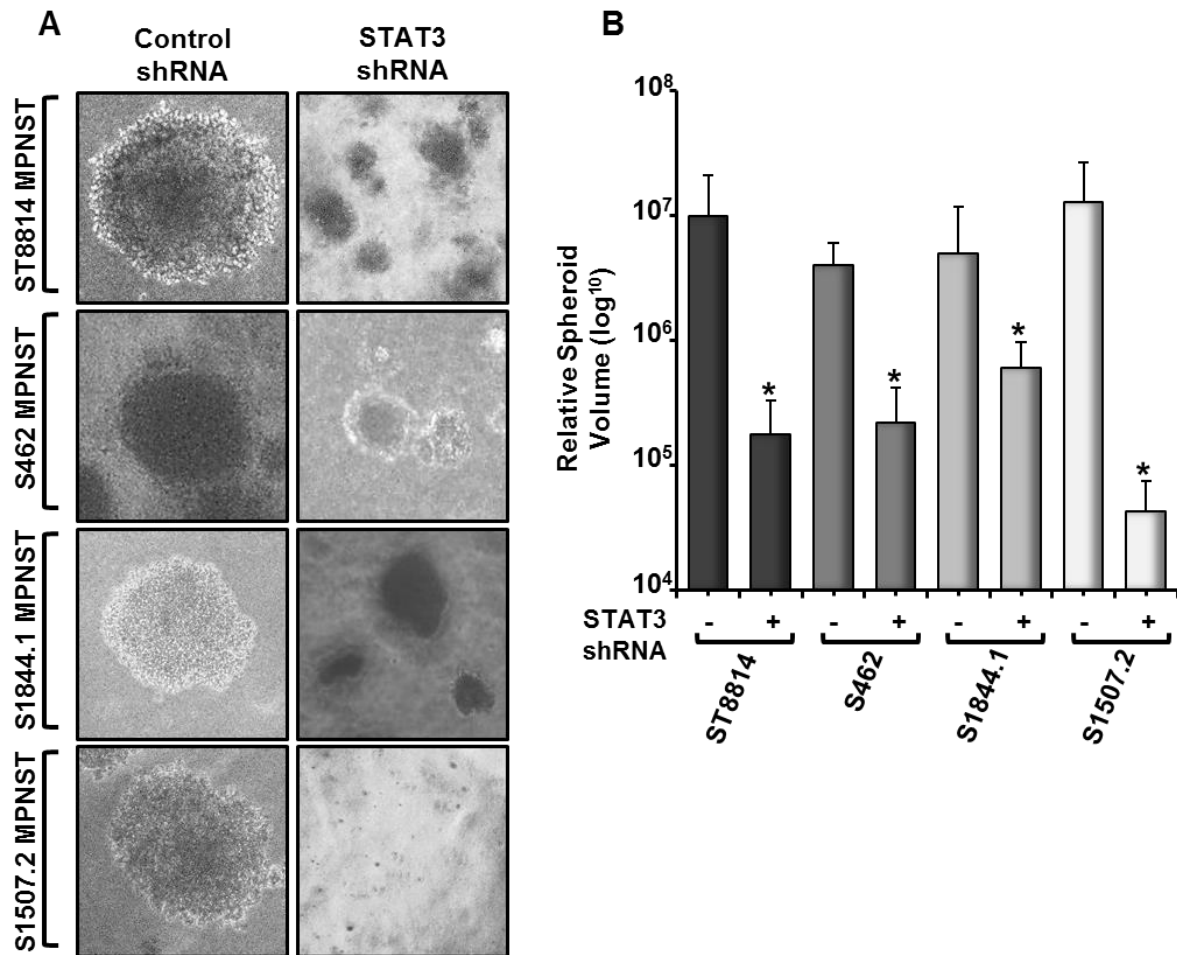 A
Control
shRNA
STAT3
shRNA
ST8814 MPNST
S462 MPNST
S1844.1 MPNST
S1507.2 MPNST
B
Relative Spheroid
Volume (log10)
108
107
106
105
104
* * * *
STAT3
shRNA
- + - + - + - +
ST8814
S462
S1844.1
S1507.2